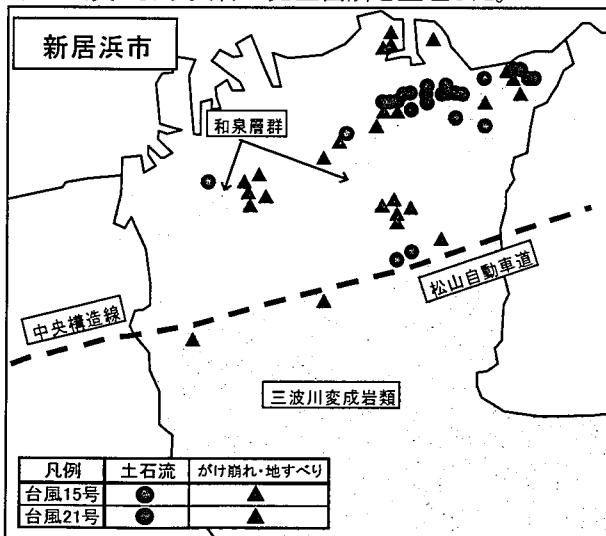 新居浜市
和泉層群
松山自動車道
中央構造線
三波川変成岩類
凡例 土石流 がけ崩れ・地すべり
台風15号
台風21号